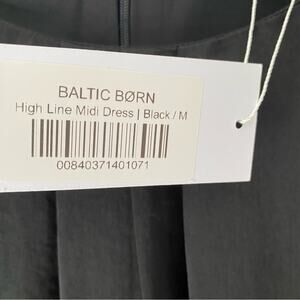 BALTIC BØRN
High Line Midi Dress | Black / M
00840371401071